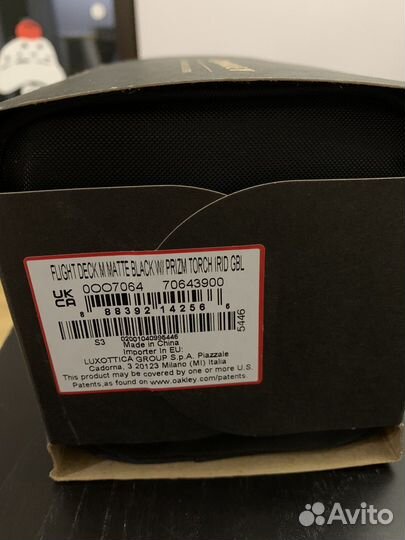 FLIGHT DECK M MATTE BLACK W/ PRIZM TORCH IRID GBL
UK CA 0OO7064 70643900
8 88392 14256 6
5446
S3 02001040995446
Made in China
Importer in EU:
LUXOTTICA GROUP S.p.A. Piazzale
Cadorna, 3 20123 Milano (MI) Italia
This product may be covered by one or more U.S.
Patents,as found on www.oakley.com/patents.
Avito